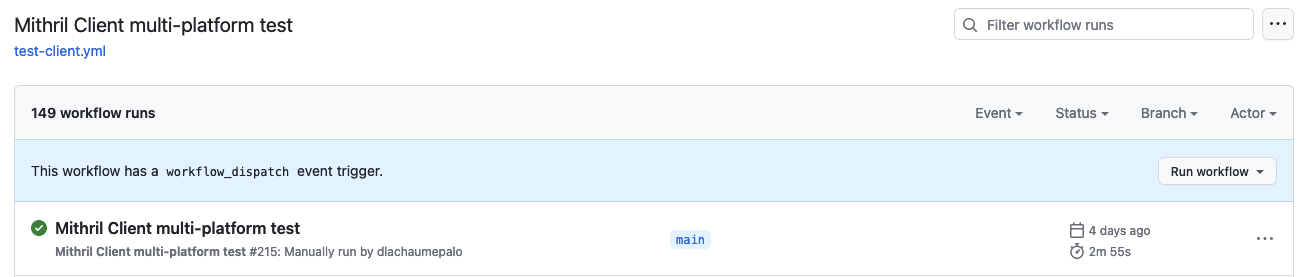 Mithril Client multi-platform test
Filter workflow runs
test-client.yml
149 workflow runs
Event
Status
Branch
Actor
This workflow has a workflow_dispatch event trigger.
Run workflow
Mithril Client multi-platform test
Mithril Client multi-platform test #215: Manually run by dlachaumepalo
main
4 days ago
2m 55s